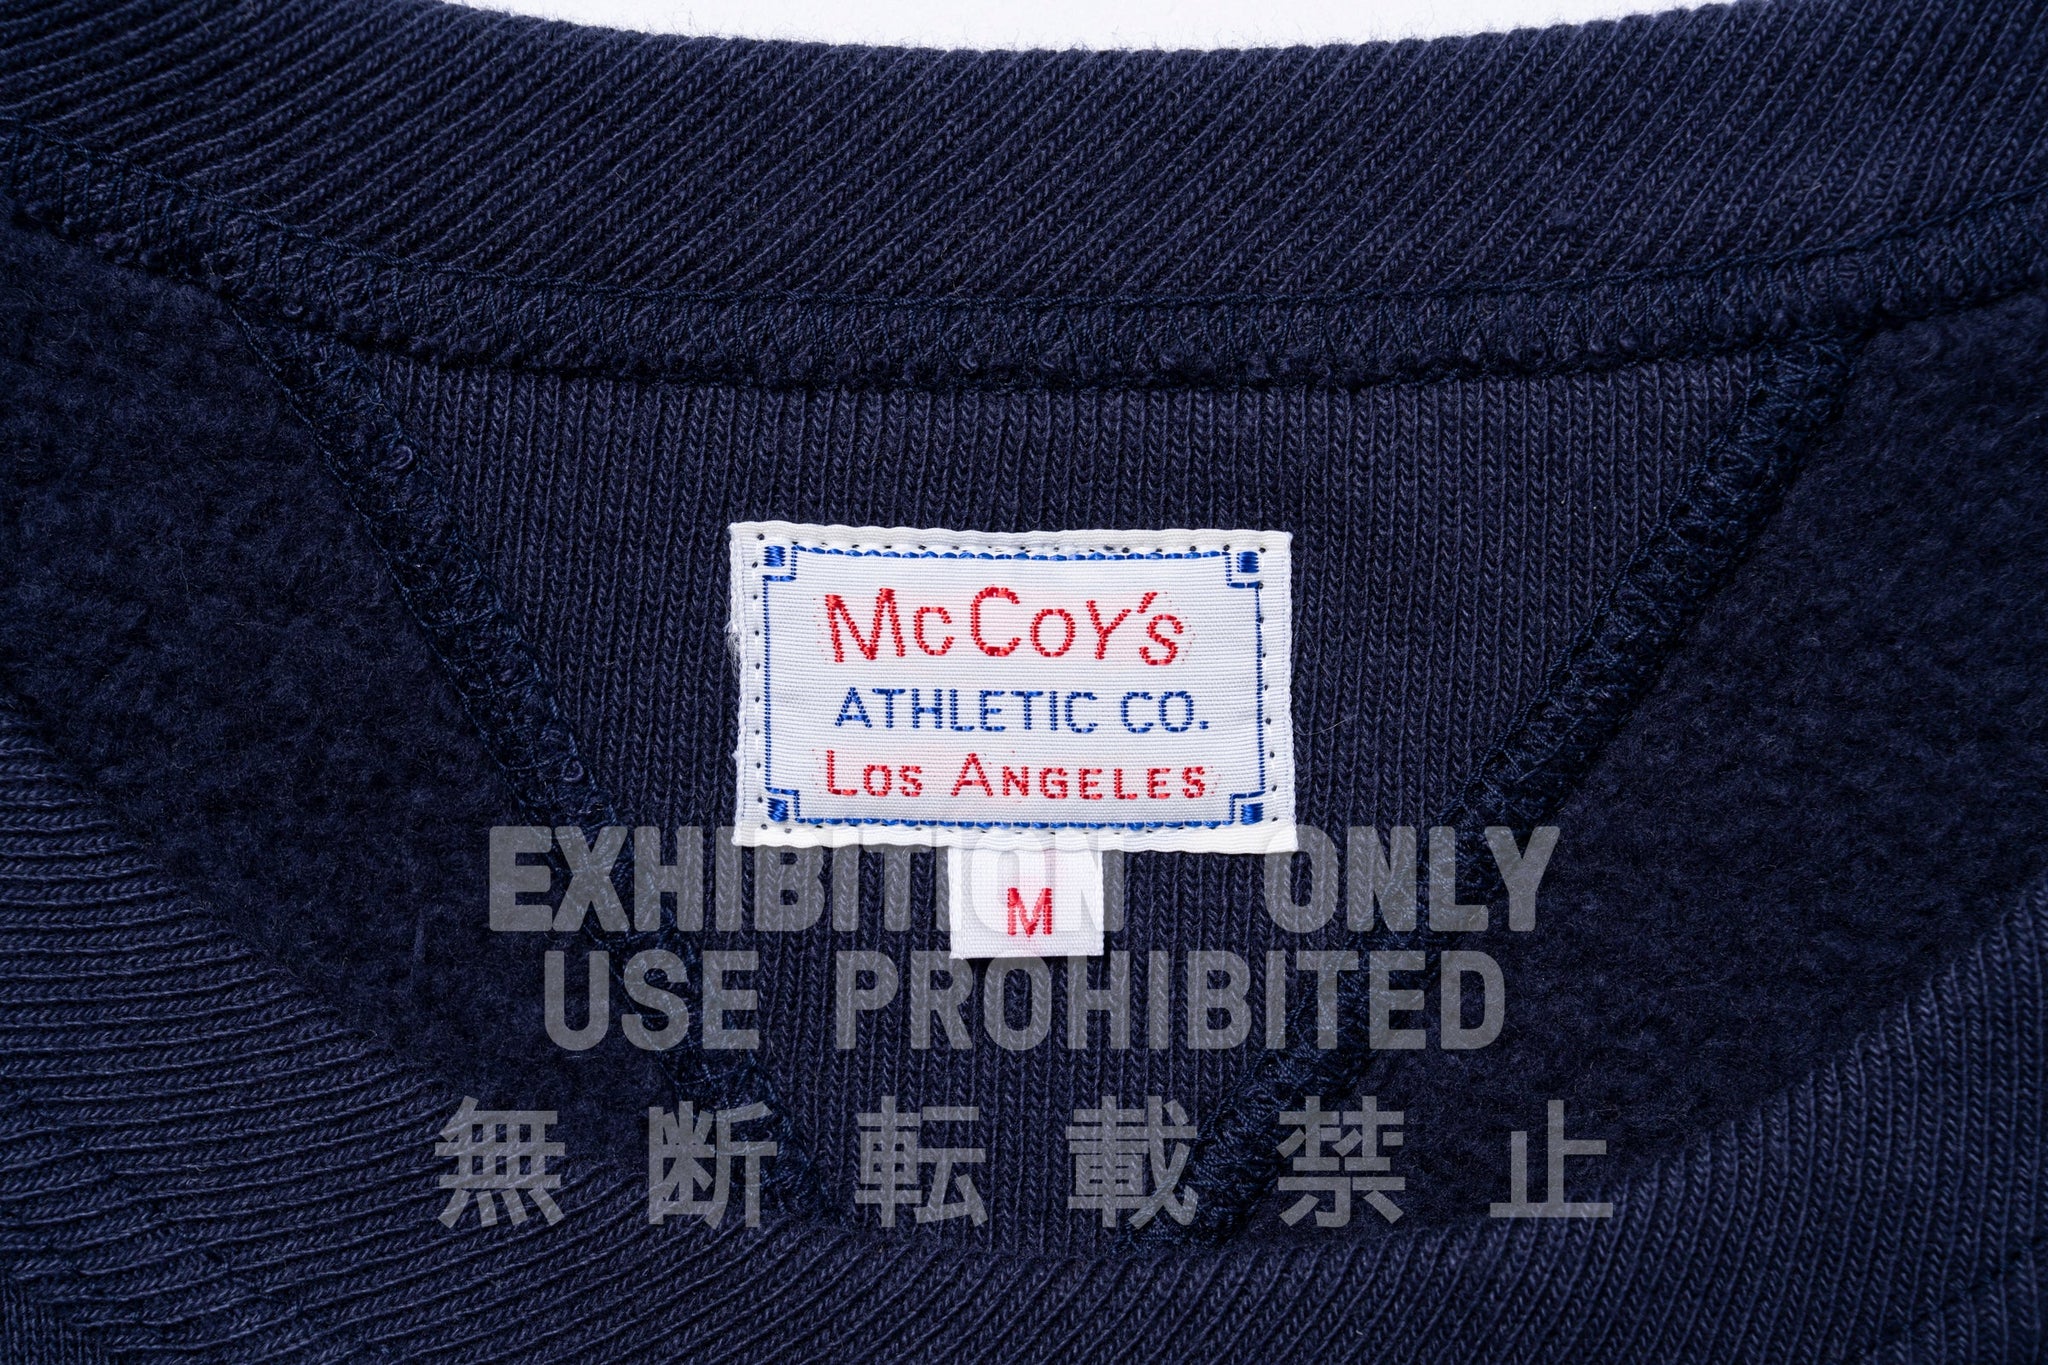 McCoy's
ATHLETIC CO.
Los Angeles
M
EXHIBITION ONLY
USE PROHIBITED
無断転載禁止